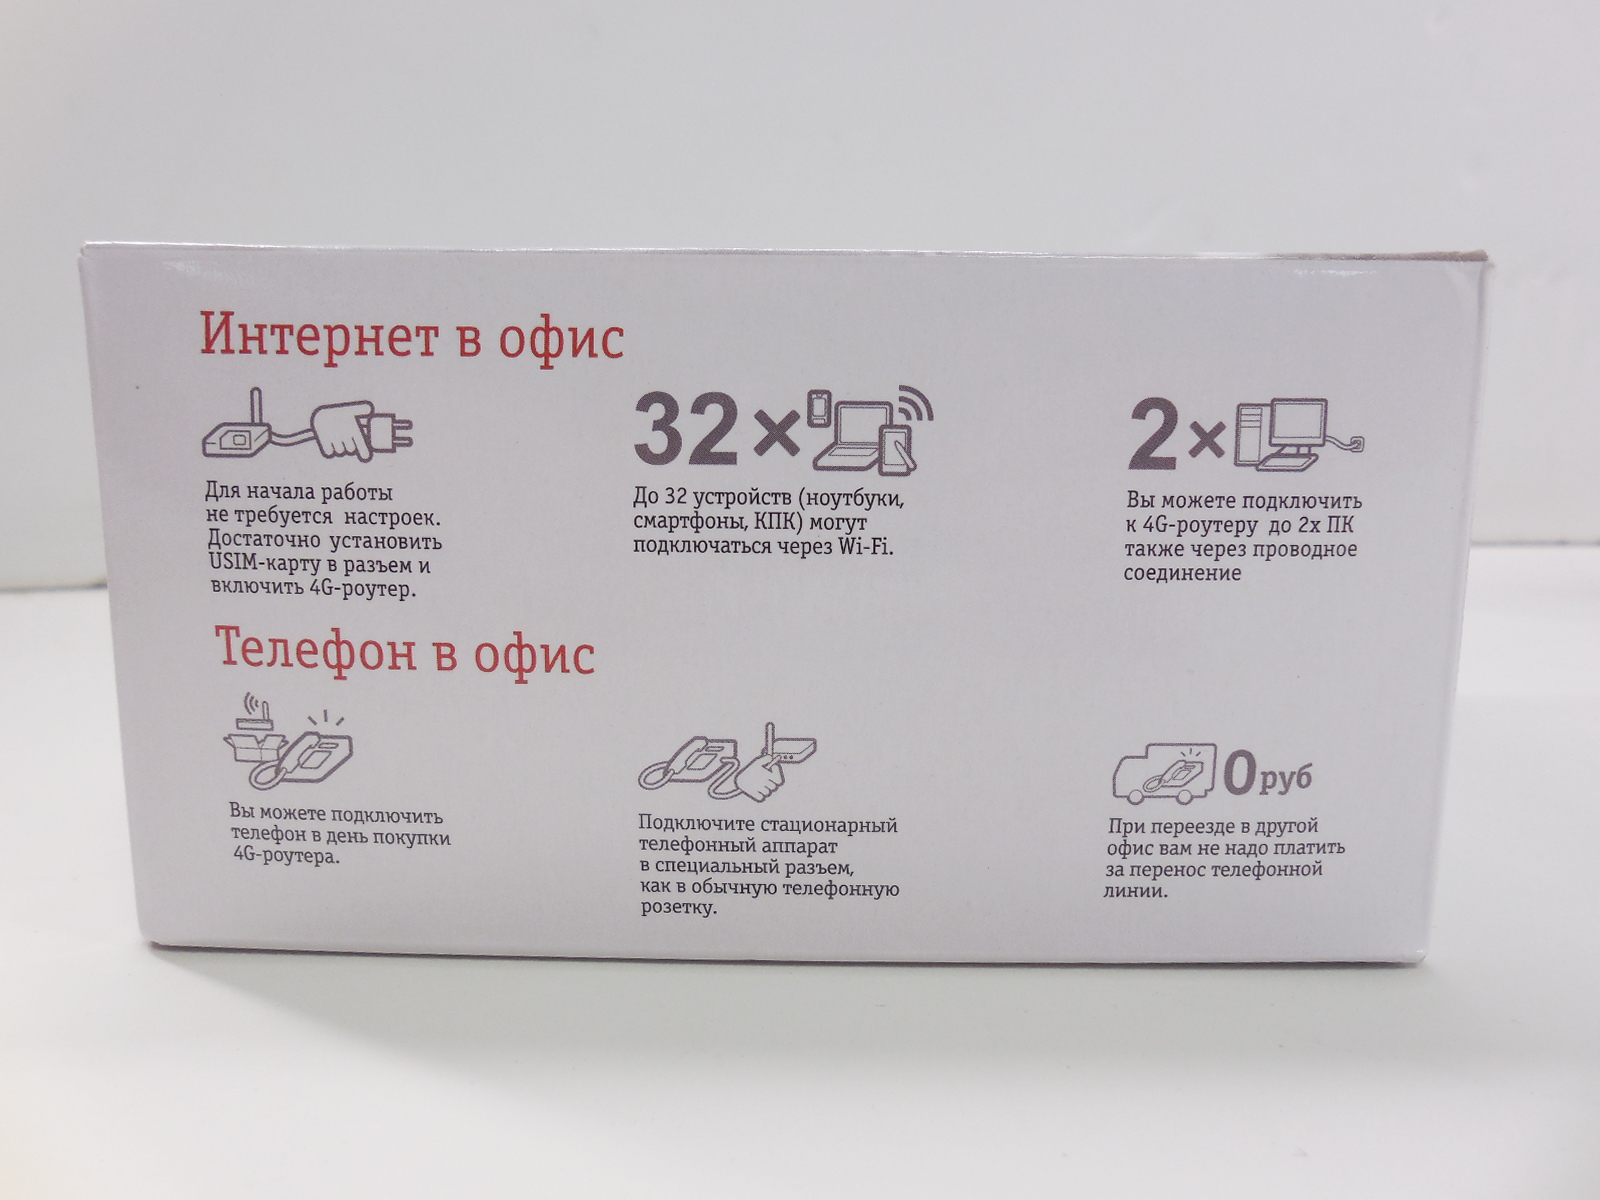 Интернет в офис
Для начала работы
не требуется настроек.
Достаточно установить
USIM-карту в разъем и
включить 4G-роутер.
32×
До 32 устройств (ноутбуки,
смартфоны, КПК) могут
подключаться через Wi-Fi.
2×
Вы можете подключить
к 4G-роутеру до 2х ПК
также через проводное
соединение
Телефон в офис
Вы можете подключить
телефон в день покупки
4G-роутера.
Подключите стационарный
телефонный аппарат
в специальный разъем,
как в обычную телефонную
розетку.
0 руб
При переезде в другой
офис вам не надо платить
за перенос телефонной
линии.